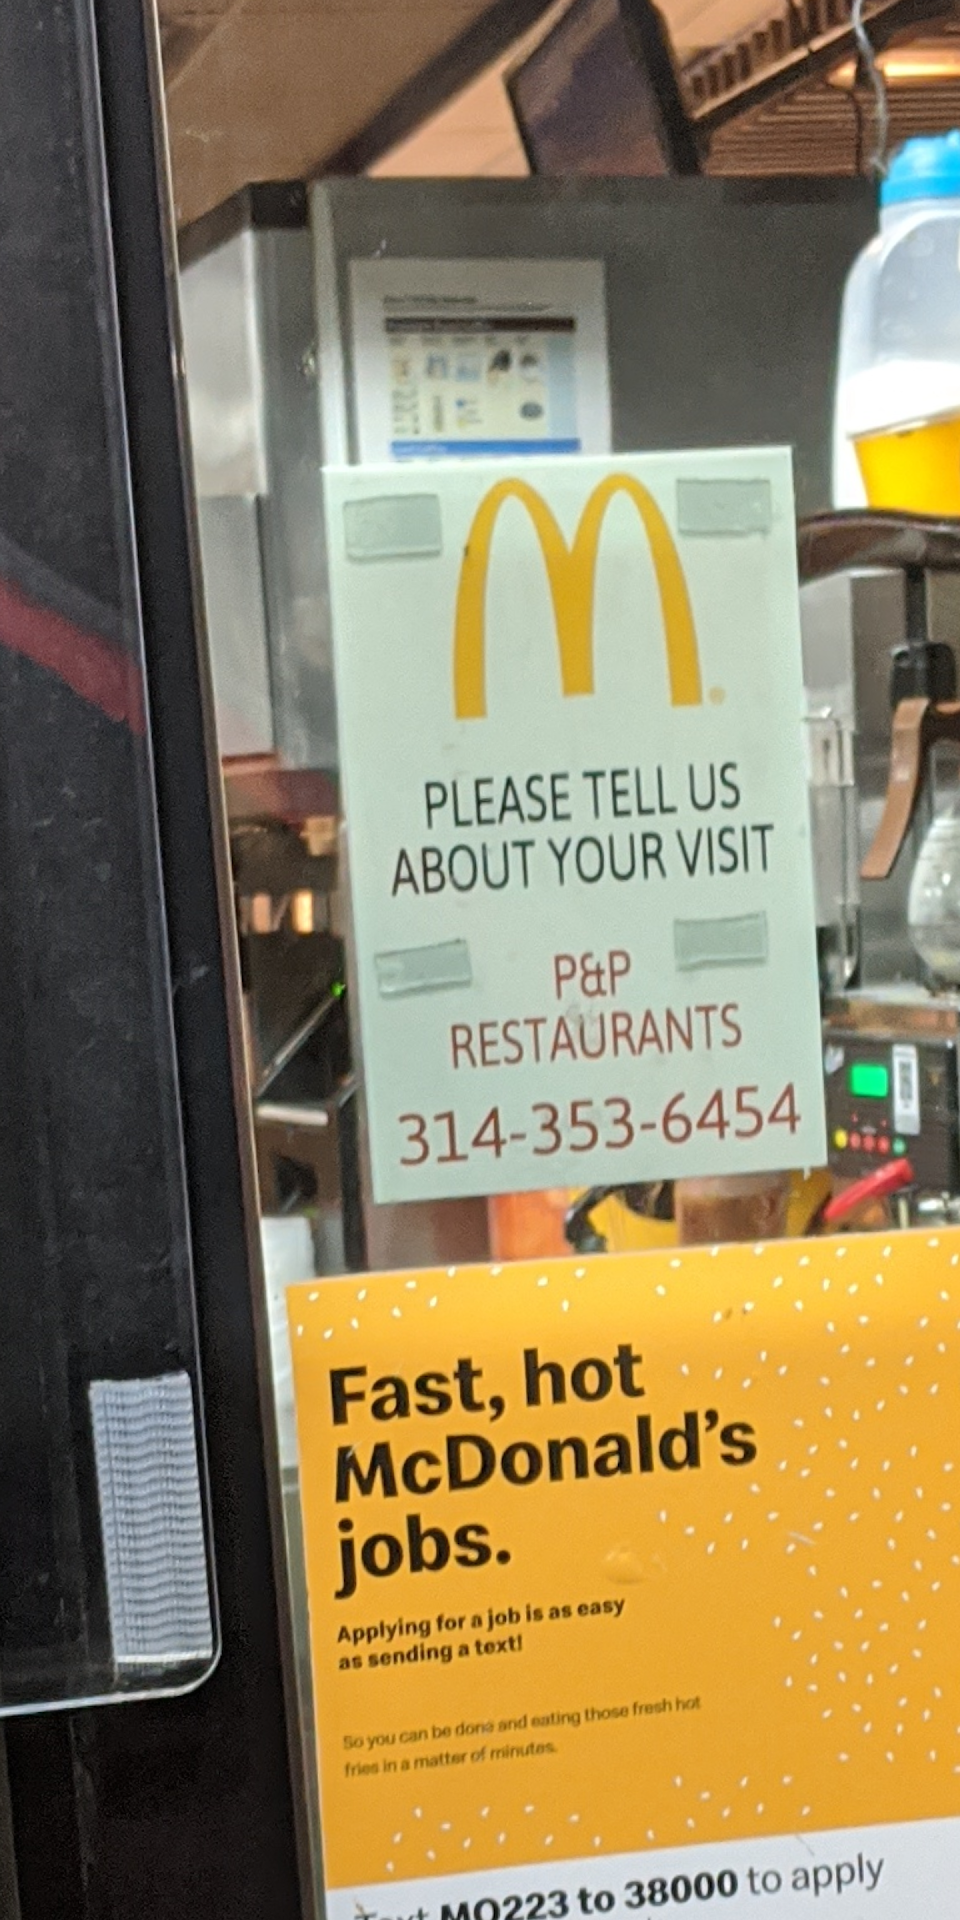 PLEASE TELL US
ABOUT YOUR VISIT
P&P
RESTAURANTS
314-353-6454
Fast, hot
McDonald's
jobs.
Applying for a job is as easy
as sending a text!
So you can be done and eating those fresh hot
fries in a matter of minutes.
Text MO223 to 38000 to apply